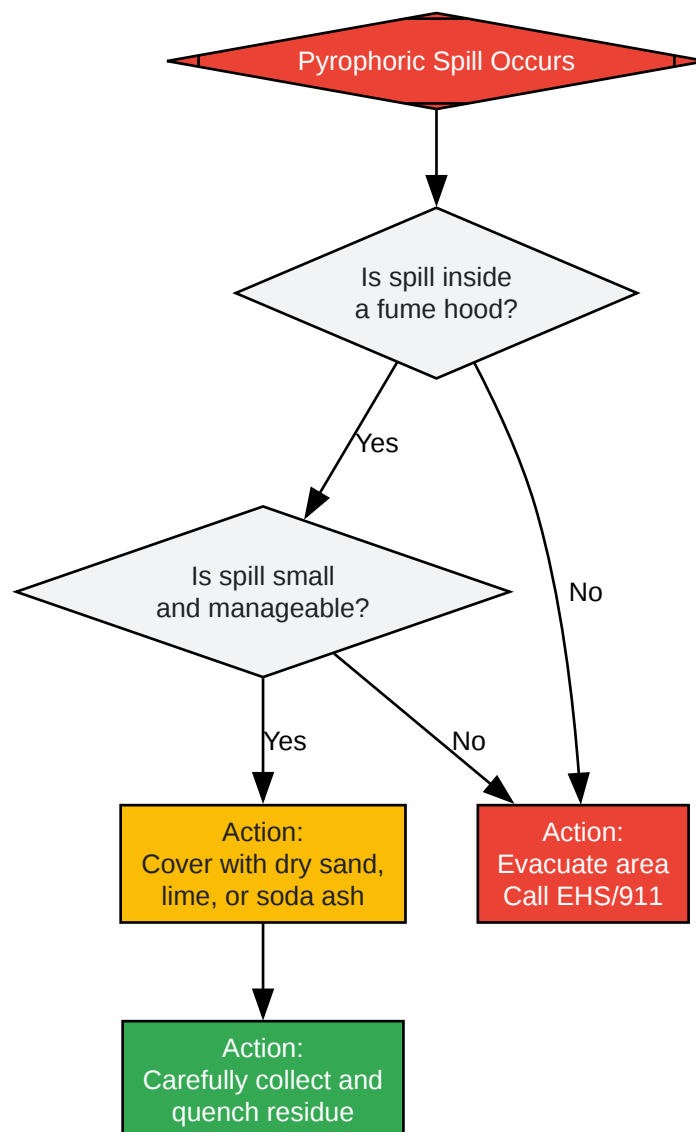 Pyrophoric Spill Occurs
Is spill inside
a fume hood?
Yes
Is spill small
and manageable?
No
Yes
No
Action:
Cover with dry sand,
lime, or soda ash
Action:
Evacuate area
Call EHS/911
Action:
Carefully collect and
quench residue